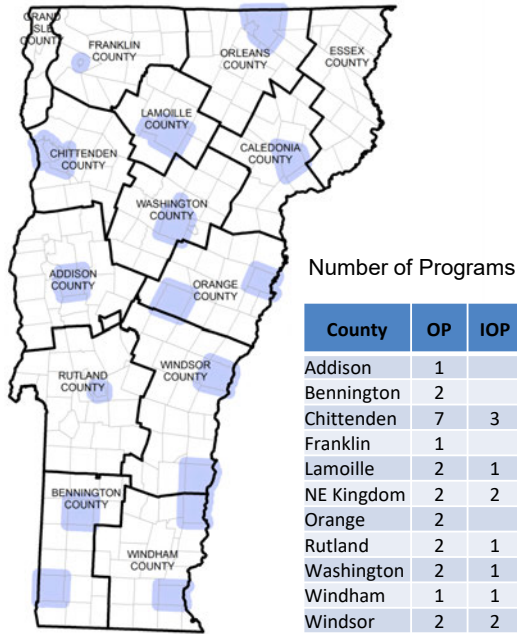 GRAND
ISLE
COUNTY
FRANKLIN
COUNTY
ORLEANS
COUNTY
ESSEX
COUNTY
LAMOILLE
COUNTY
CHITTENDEN
COUNTY
CALEDONIA
COUNTY
WASHINGTON
COUNTY
ADDISON
COUNTY
ORANGE
COUNTY
RUTLAND
COUNTY
WINDSOR
COUNTY
BENNINGTON
COUNTY
WINDHAM
COUNTY
Number of Programs
County OP IOP
Addison 1
Bennington 2
Chittenden 7 3
Franklin 1
Lamoille 2 1
NE Kingdom 2 2
Orange 2
Rutland 2 1
Washington 2 1
Windham 1 1
Windsor 2 2